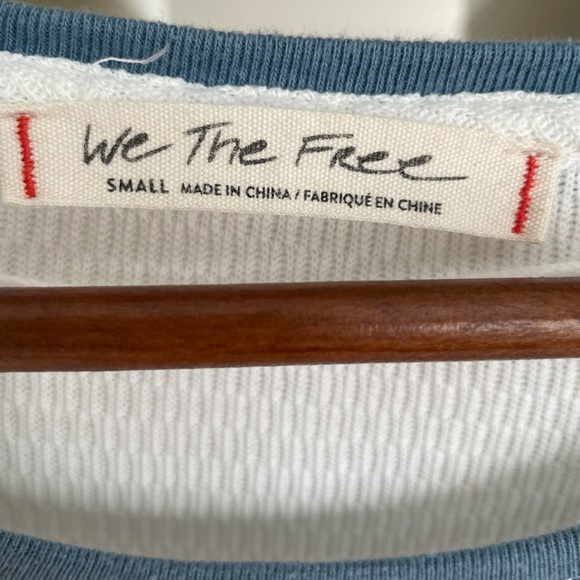 We The Free
SMALL MADE IN CHINA / FABRIQUÉ EN CHINE